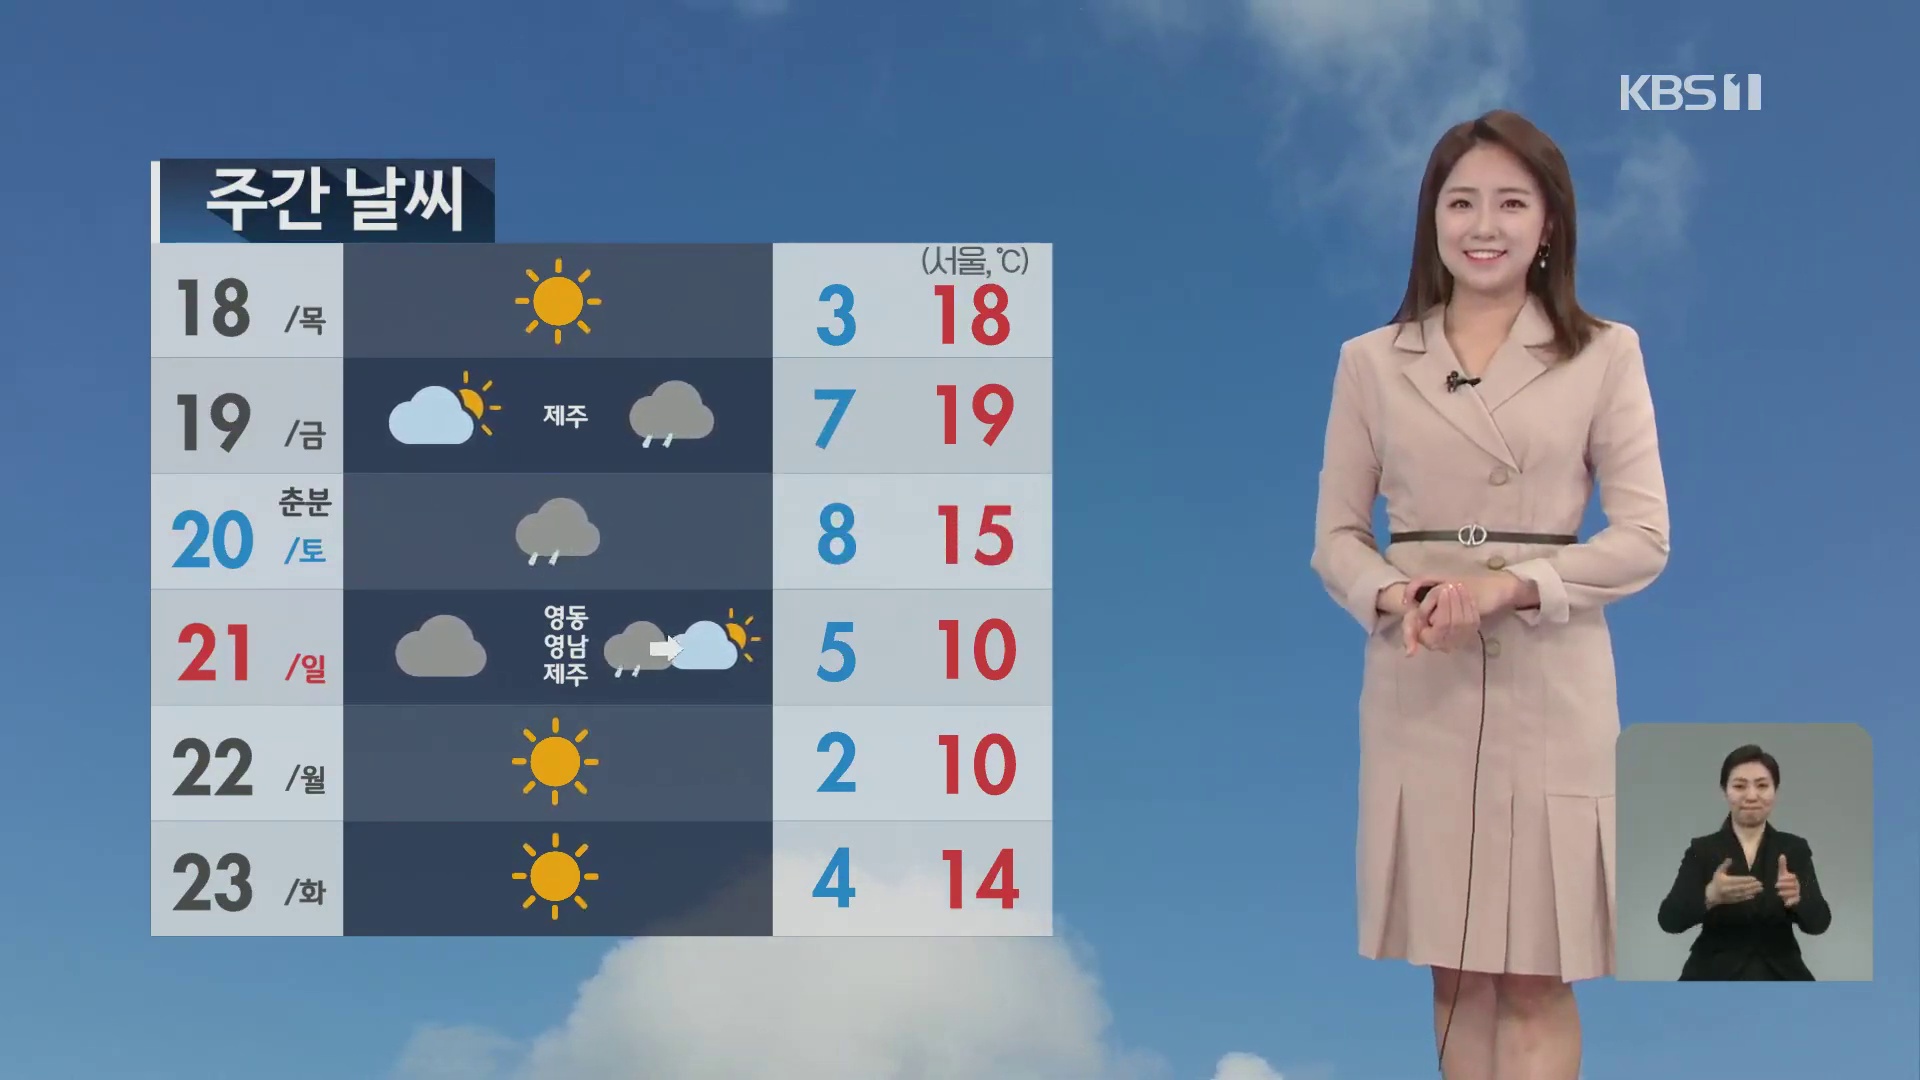 KBS 1
주간 날씨
(서울, ℃)
18 /목 3 18
19 /금 제주 7 19
20 춘분 /토 8 15
21 /일 영동 영남 제주 5 10
22 /월 2 10
23 /화 4 14